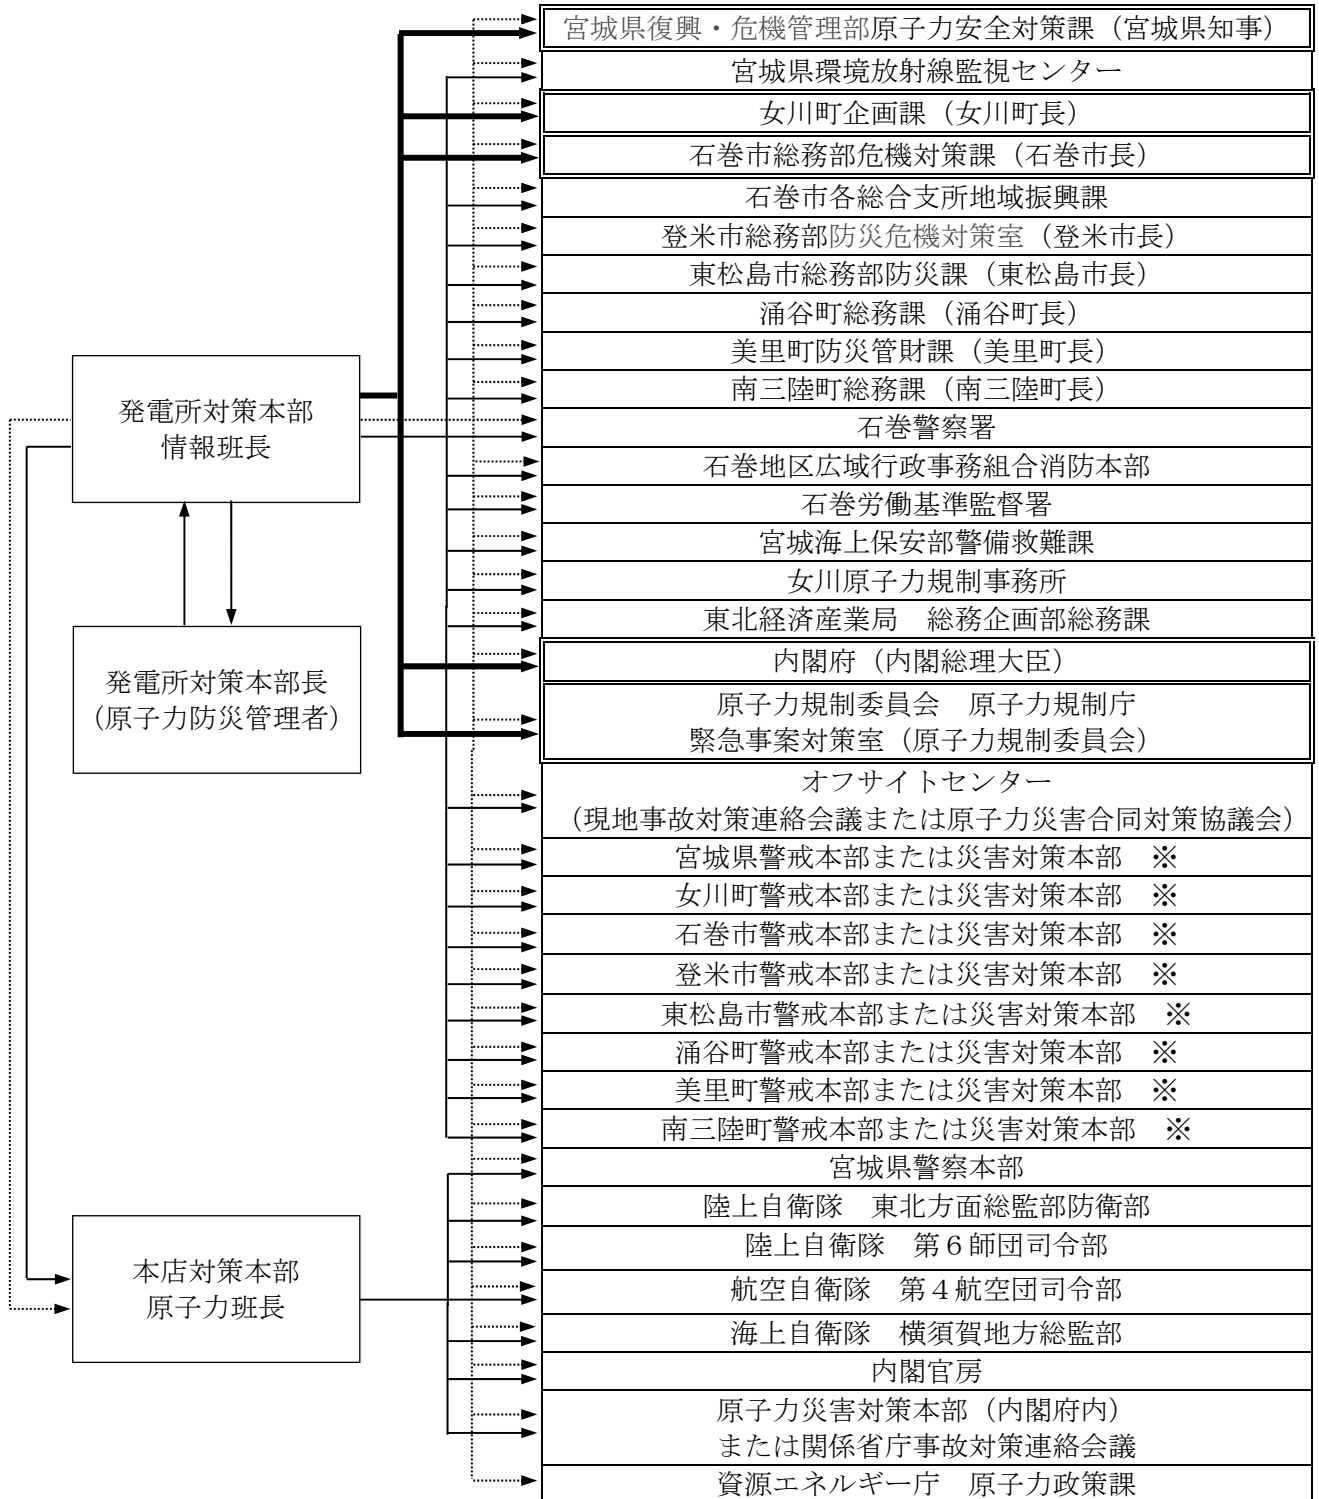 宮城県復興・危機管理部原子力安全対策課（宮城県知事）
宮城県環境放射線監視センター
女川町企画課（女川町長）
石巻市総務部危機対策課（石巻市長）
石巻市各総合支所地域振興課
登米市総務部防災危機対策室（登米市長）
東松島市総務部防災課（東松島市長）
涌谷町総務課（涌谷町長）
美里町防災管財課（美里町長）
南三陸町総務課（南三陸町長）
石巻警察署
石巻地区広域行政事務組合消防本部
石巻労働基準監督署
宮城海上保安部警備救難課
女川原子力規制事務所
東北経済産業局　総務企画部総務課
内閣府（内閣総理大臣）
原子力規制委員会　原子力規制庁
緊急事案対策室（原子力規制委員会）
オフサイトセンター
（現地事故対策連絡会議または原子力災害合同対策協議会）
宮城県警戒本部または災害対策本部　※
女川町警戒本部または災害対策本部　※
石巻市警戒本部または災害対策本部　※
登米市警戒本部または災害対策本部　※
東松島市警戒本部または災害対策本部　※
涌谷町警戒本部または災害対策本部　※
美里町警戒本部または災害対策本部　※
南三陸町警戒本部または災害対策本部　※
宮城県警察本部
陸上自衛隊　東北方面総監部防衛部
陸上自衛隊　第６師団司令部
航空自衛隊　第４航空団司令部
海上自衛隊　横須賀地方総監部
内閣官房
原子力災害対策本部（内閣府内）
または関係省庁事故対策連絡会議
資源エネルギー庁　原子力政策課
発電所対策本部
情報班長
発電所対策本部長
（原子力防災管理者）
本店対策本部
原子力班長